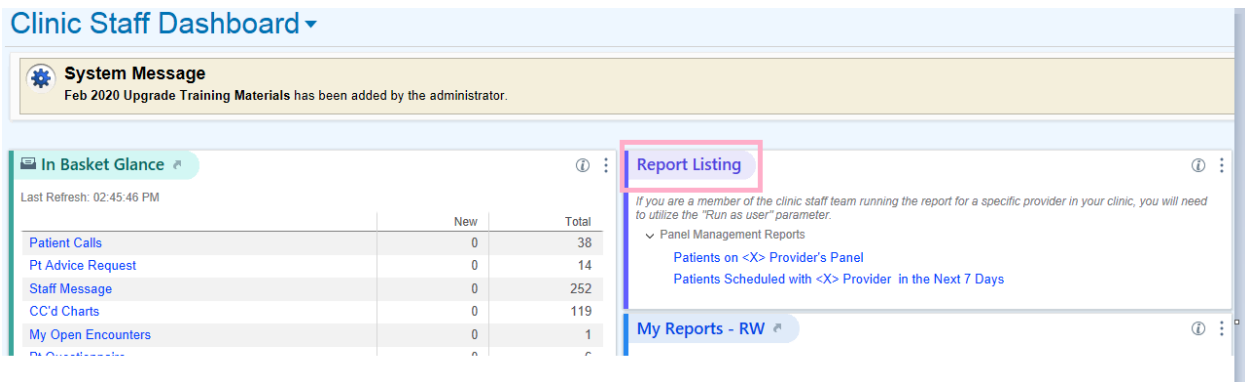 Clinic Staff Dashboard
System Message
Feb 2020 Upgrade Training Materials has been added by the administrator.
In Basket Glance
Last Refresh: 02:45:46 PM
New Total
Patient Calls 0 38
Pt Advice Request 0 14
Staff Message 0 252
CC'd Charts 0 119
My Open Encounters 0 1
Report Listing
If you are a member of the clinic staff team running the report for a specific provider in your clinic, you will need
to utilize the "Run as user" parameter.
Panel Management Reports
Patients on <X> Provider's Panel
Patients Scheduled with <X> Provider in the Next 7 Days
My Reports - RW